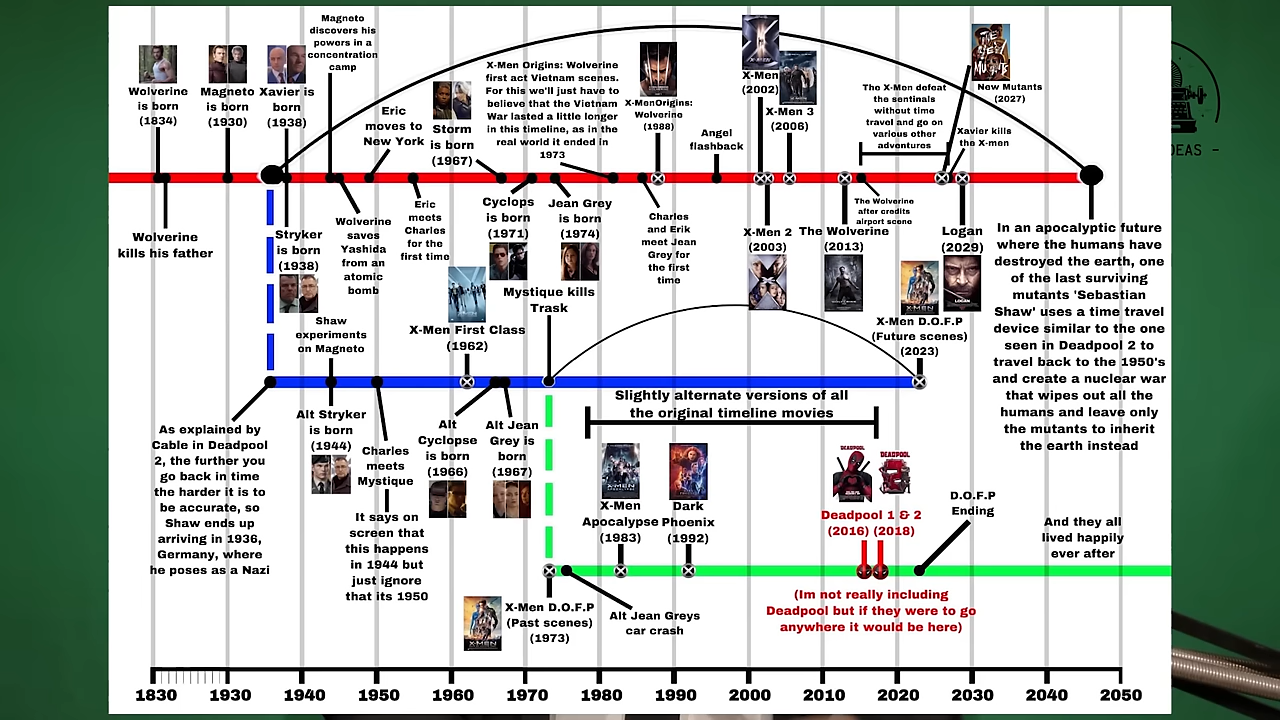 Magneto
discovers his
powers in a
concentration
camp
Wolverine
is born
(1834)
Magneto
is born
(1930)
Xavier is
born
(1938)
Eric
moves to
New York
Storm
is born
(1967)
X-Men Origins: Wolverine
first act Vietnam scenes.
For this we'll just have to
believe that the Vietnam
War lasted a little longer
in this timeline, as in the
real world it ended in
1973
X-MenOrigins:
Wolverine
(1988)
Angel
flashback
X-Men
(2002)
X-Men 3
(2006)
The X-Men defeat
the sentinals
without time
travel and go on
various other
adventures
New Mutants
(2027)
Xavier kills
the X-men
DEAS -
Wolverine
kills his father
Stryker
is born
(1938)
Wolverine
saves
Yashida
from an
atomic
bomb
Eric
meets
Charles
for the
first time
Cyclops
is born
(1971)
Jean Grey
is born
(1974)
Charles
and Erik
meet Jean
Grey for
the first
time
X-Men 2
(2003)
The Wolverine
(2013)
The Wolverine
after credits
airport scene
Logan
(2029)
LOGAN
In an apocalyptic future
where the humans have
destroyed the earth, one
of the last surviving
mutants 'Sebastian
Shaw' uses a time travel
device similar to the one
seen in Deadpool 2 to
travel back to the 1950's
and create a nuclear war
that wipes out all the
humans and leave only
the mutants to inherit
the earth instead
Shaw
experiments
on Magneto
X-Men First Class
(1962)
Mystique kills
Trask
X-MEN
X-Men D.O.F.P
(Future scenes)
(2023)
As explained by
Cable in Deadpool
2, the further you
go back in time
the harder it is to
be accurate, so
Shaw ends up
arriving in 1936,
Germany, where
he poses as a Nazi
Alt Stryker
is born
(1944)
Charles
meets
Mystique
It says on
screen that
this happens
in 1944 but
just ignore
that its 1950
Alt
Cyclopse
is born
(1966)
Alt Jean
Grey is
born
(1967)
Slightly alternate versions of all
the original timeline movies
X-Men
Apocalypse
(1983)
Dark
Phoenix
(1992)
DEADPOOL
DEADPOOL
Deadpool 1 & 2
(2016) (2018)
D.O.F.P
Ending
And they all
lived happily
ever after
X-MEN
X-Men D.O.F.P
(Past scenes)
(1973)
Alt Jean Greys
car crash
(Im not really including
Deadpool but if they were to go
anywhere it would be here)
1830 1930 1940 1950 1960 1970 1980 1990 2000 2010 2020 2030 2040 2050